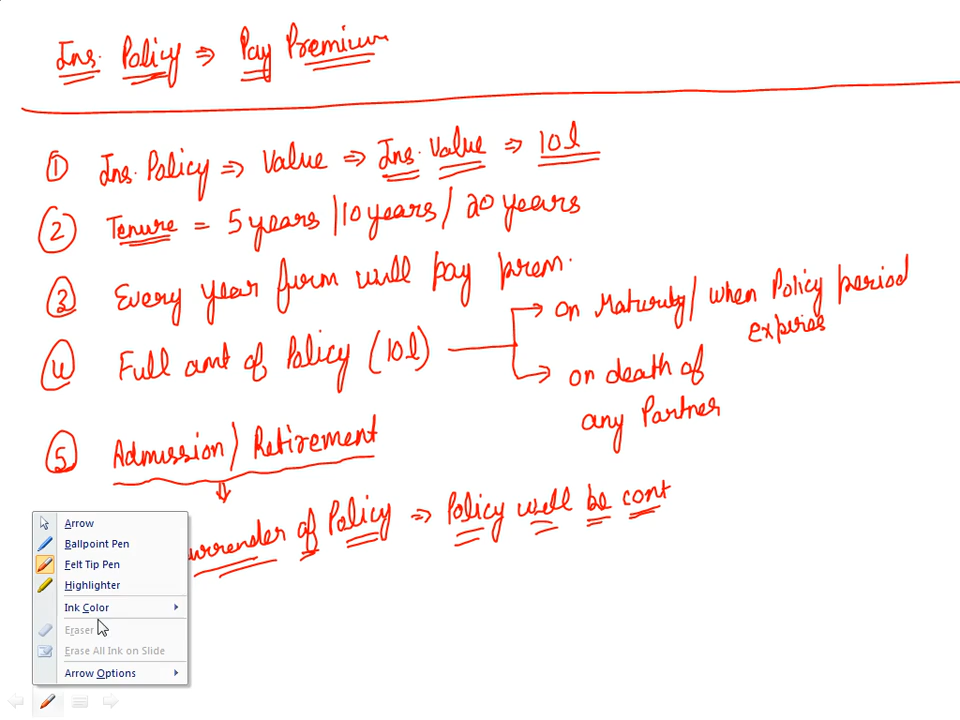 Ins. Policy ⇒ Pay Premium
① Ins. Policy ⇒ Value ⇒ Ins. Value ⇒ 10l
② Tenure = 5 years / 10 years / 20 years
③ Every year firm will pay prem.
④ Full amt of Policy (10l)
on Maturity / when Policy period
expires
on death of
any Partner
⑤ Admission / Retirement
urrender of Policy ⇒ Policy will be cont
Arrow
Ballpoint Pen
Felt Tip Pen
Highlighter
Ink Color
Eraser
Erase All Ink on Slide
Arrow Options